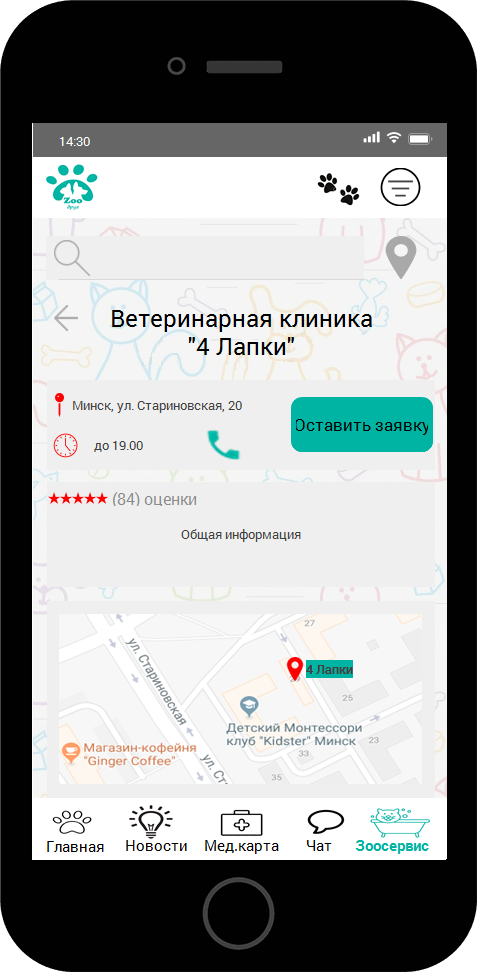 14:30
Zoo
друг
Ветеринарная клиника
"4 Лапки"
Минск, ул. Стариновская, 20
до 19.00
Оставить заявку
(84) оценки
Общая информация
27
ул. Стариновская
4 Лапки
25
Детский Монтессори
клуб "Kidster" Минск
23
Магазин-кофейня
"Ginger Coffee"
ул. Ста
33
35
Главная
Новости
Мед.карта
Чат
Зоосервис